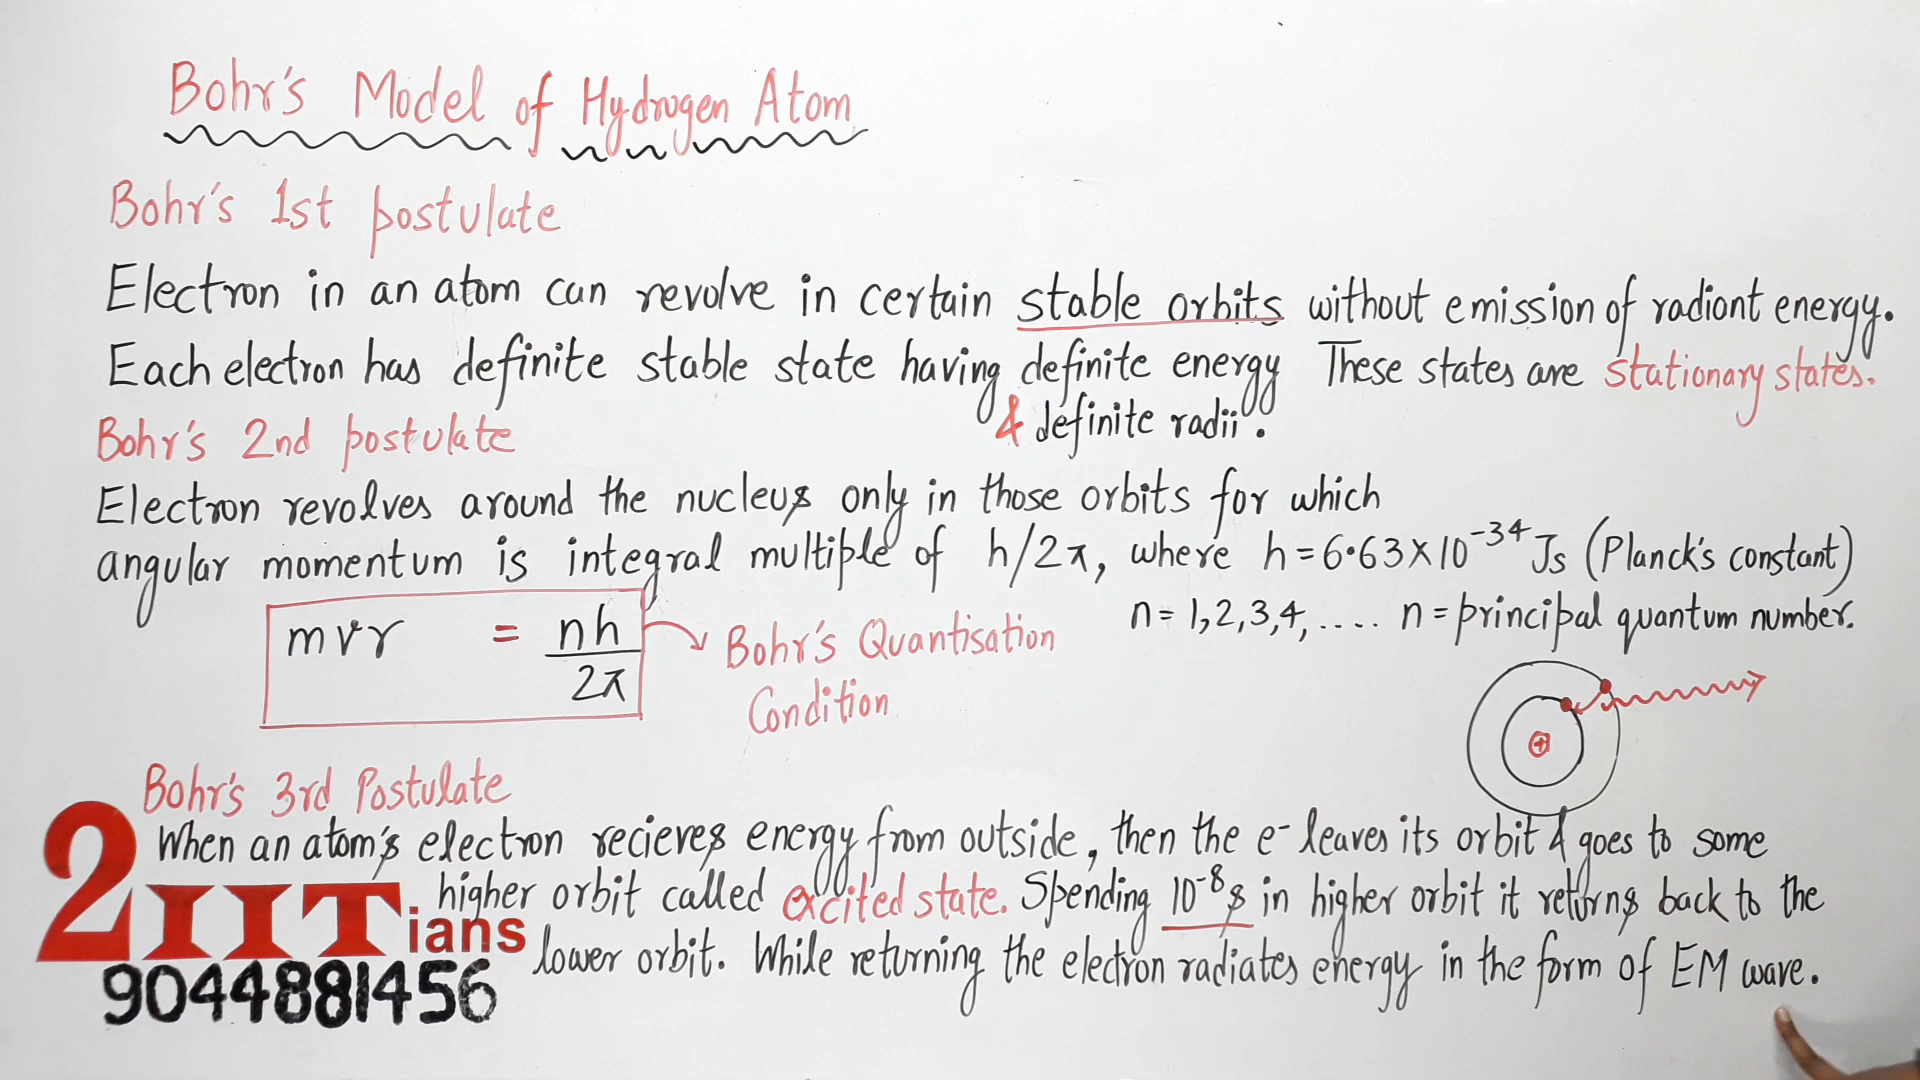 Bohr's Model of Hydrogen Atom
Bohr's 1st postulate
Electron in an atom can revolve in certain stable orbits without emission of radiant energy.
Each electron has definite stable state having definite energy These states are stationary states.
& definite radii.
Bohr's 2nd postulate
Electron revolves around the nucleus only in those orbits for which
angular momentum is integral multiple of h/2π, where h = 6.63×10⁻³⁴ Js (Planck's constant)
n = 1,2,3,4, .... n = principal quantum number.
mvr = nh/2π
Bohr's Quantisation
Condition
+
Bohr's 3rd Postulate
When an atom's electron recieves energy from outside, then the e⁻ leaves its orbit & goes to some
higher orbit called excited state. Spending 10⁻⁸s in higher orbit it returns back to the
lower orbit. While returning the electron radiates energy in the form of EM wave.
2IITians
9044881456